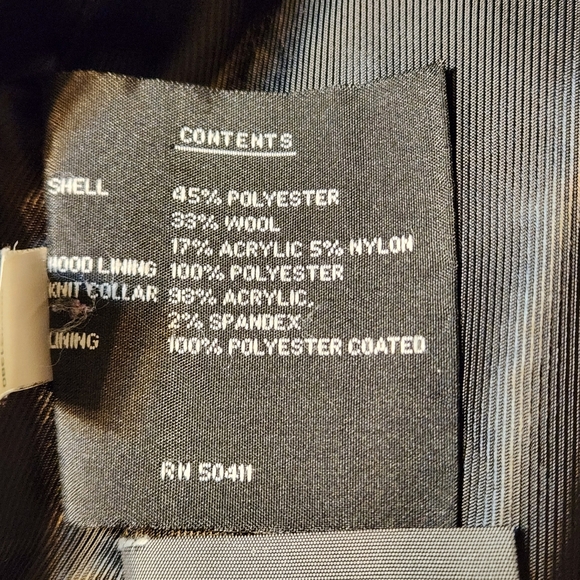 CONTENTS
SHELL 45% POLYESTER
33% WOOL
17% ACRYLIC 5% NYLON
HOOD LINING 100% POLYESTER
KNIT COLLAR 98% ACRYLIC,
2% SPANDEX
LINING 100% POLYESTER COATED
RN 50411